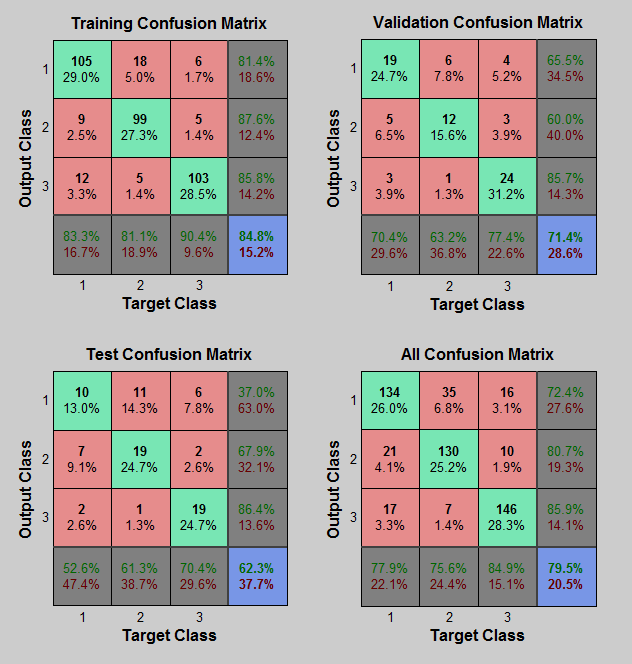 Training Confusion Matrix
1 105 18 6 81.4%
29.0% 5.0% 1.7% 18.6%
2 9 99 5 87.6%
2.5% 27.3% 1.4% 12.4%
3 12 5 103 85.8%
3.3% 1.4% 28.5% 14.2%
83.3% 81.1% 90.4% 84.8%
16.7% 18.9% 9.6% 15.2%
1 2 3
Target Class
Output Class
Validation Confusion Matrix
1 19 6 4 65.5%
24.7% 7.8% 5.2% 34.5%
2 5 12 3 60.0%
6.5% 15.6% 3.9% 40.0%
3 3 1 24 85.7%
3.9% 1.3% 31.2% 14.3%
70.4% 63.2% 77.4% 71.4%
29.6% 36.8% 22.6% 28.6%
1 2 3
Target Class
Output Class
Test Confusion Matrix
1 10 11 6 37.0%
13.0% 14.3% 7.8% 63.0%
2 7 19 2 67.9%
9.1% 24.7% 2.6% 32.1%
3 2 1 19 86.4%
2.6% 1.3% 24.7% 13.6%
52.6% 61.3% 70.4% 62.3%
47.4% 38.7% 29.6% 37.7%
1 2 3
Target Class
Output Class
All Confusion Matrix
1 134 35 16 72.4%
26.0% 6.8% 3.1% 27.6%
2 21 130 10 80.7%
4.1% 25.2% 1.9% 19.3%
3 17 7 146 85.9%
3.3% 1.4% 28.3% 14.1%
77.9% 75.6% 84.9% 79.5%
22.1% 24.4% 15.1% 20.5%
1 2 3
Target Class
Output Class